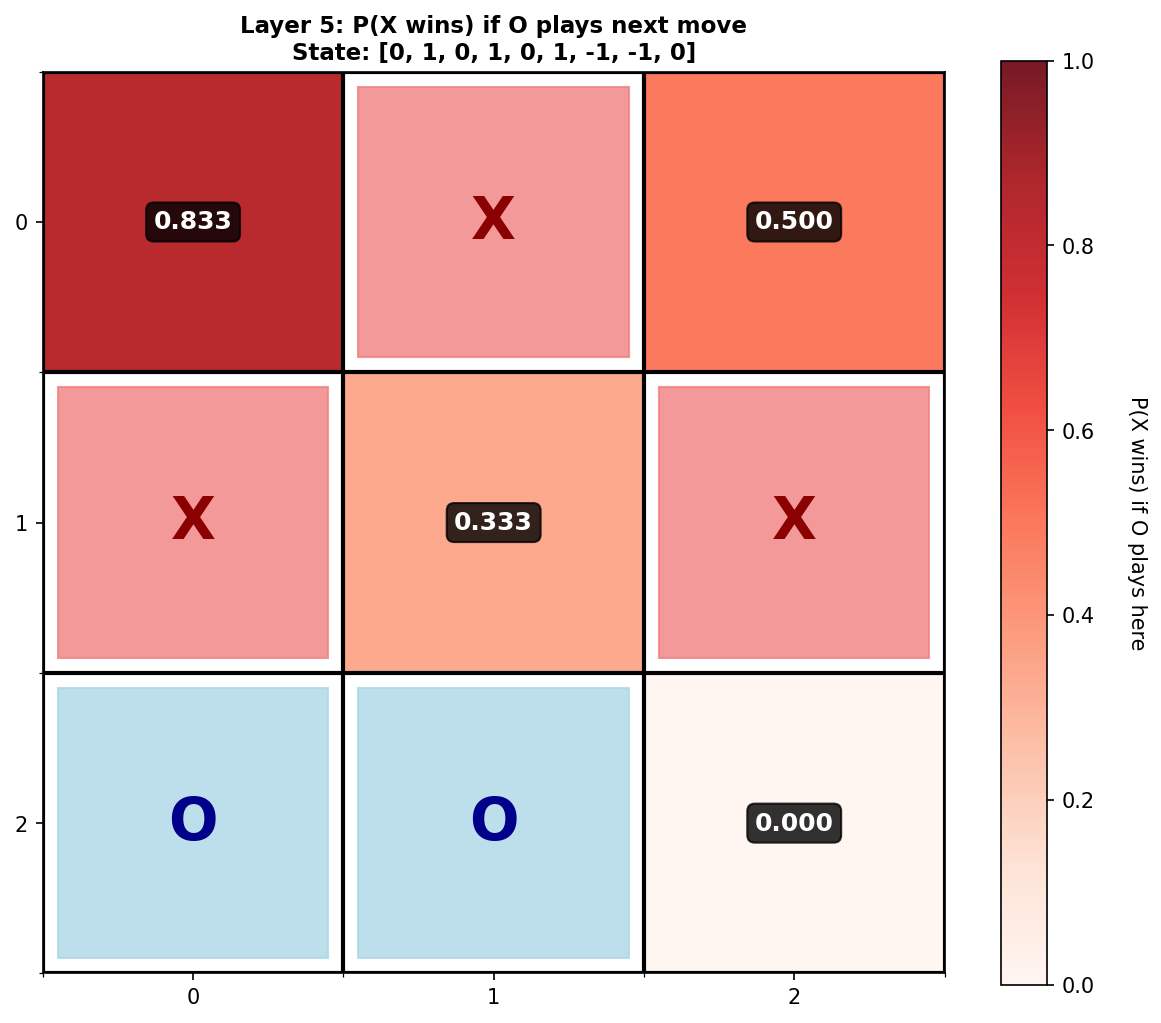 Layer 5: P(X wins) if O plays next move
State: [0, 1, 0, 1, 0, 1, -1, -1, 0]
0
0.833
X
0.500
1
X
0.333
X
2
O
O
0.000
0
1
2
1.0
0.8
0.6
0.4
0.2
0.0
P(X wins) if O plays here